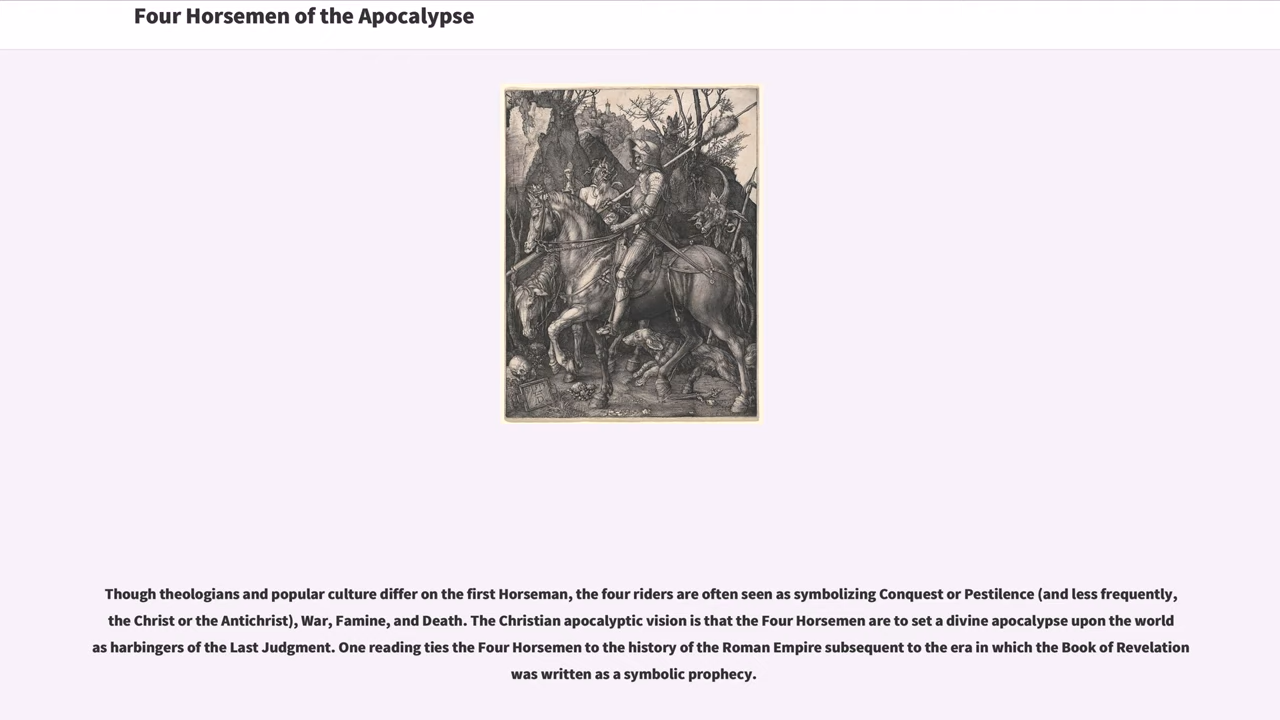 Four Horsemen of the Apocalypse
Though theologians and popular culture differ on the first Horseman, the four riders are often seen as symbolizing Conquest or Pestilence (and less frequently,
the Christ or the Antichrist), War, Famine, and Death. The Christian apocalyptic vision is that the Four Horsemen are to set a divine apocalypse upon the world
as harbingers of the Last Judgment. One reading ties the Four Horsemen to the history of the Roman Empire subsequent to the era in which the Book of Revelation
was written as a symbolic prophecy.